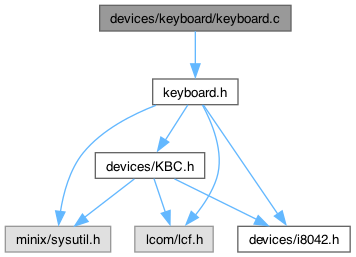 devices/keyboard/keyboard.c
keyboard.h
devices/KBC.h
minix/sysutil.h
lcom/lcf.h
devices/i8042.h